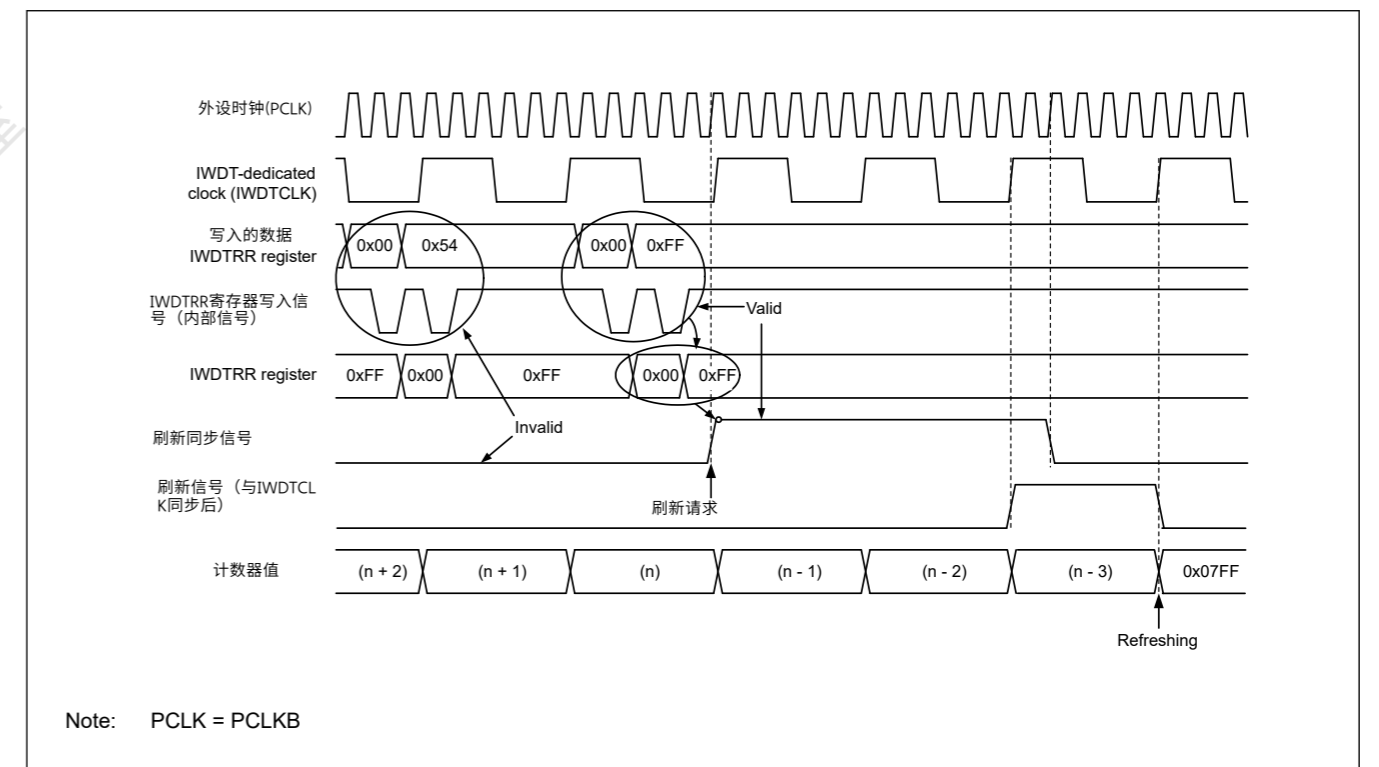 外设时钟(PCLK)
IWDT-dedicated
clock (IWDTCLK)
写入的数据
IWDTRR register
0x00
0x54
0x00
0xFF
IWDTRR寄存器写入信
号（内部信号）
Valid
IWDTRR register
0xFF
0x00
0xFF
0x00
0xFF
Invalid
刷新同步信号
刷新信号（与IWDTCL
K同步后）
刷新请求
计数器值
(n + 2)
(n + 1)
(n)
(n - 1)
(n - 2)
(n - 3)
0x07FF
Refreshing
Note: PCLK = PCLKB